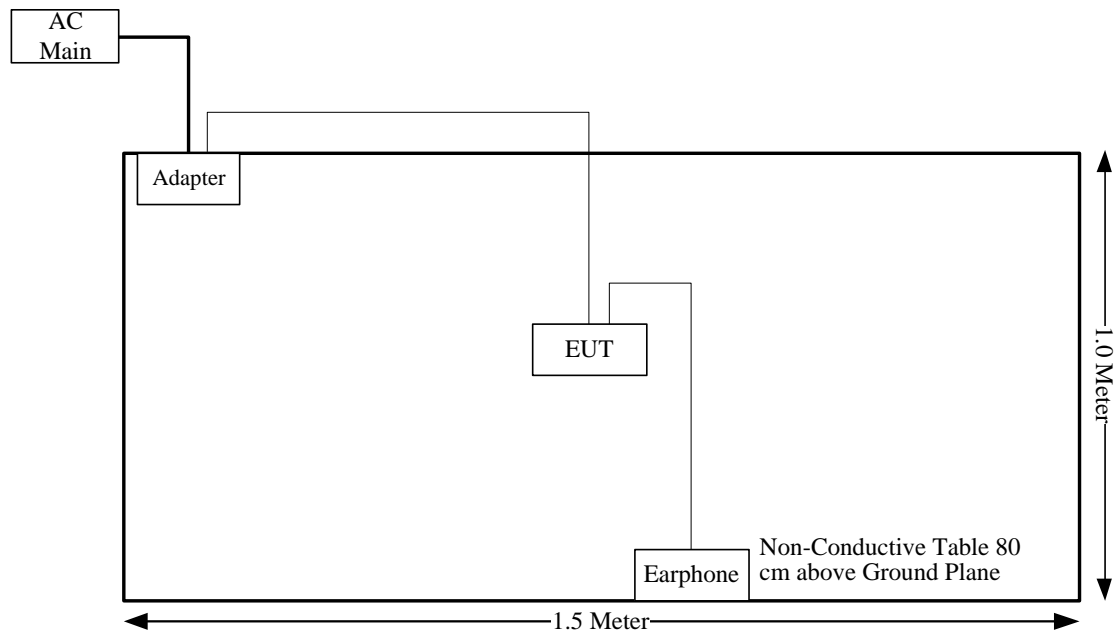 AC
Main
Adapter
EUT
1.0 Meter
Non-Conductive Table 80
cm above Ground Plane
Earphone
1.5 Meter